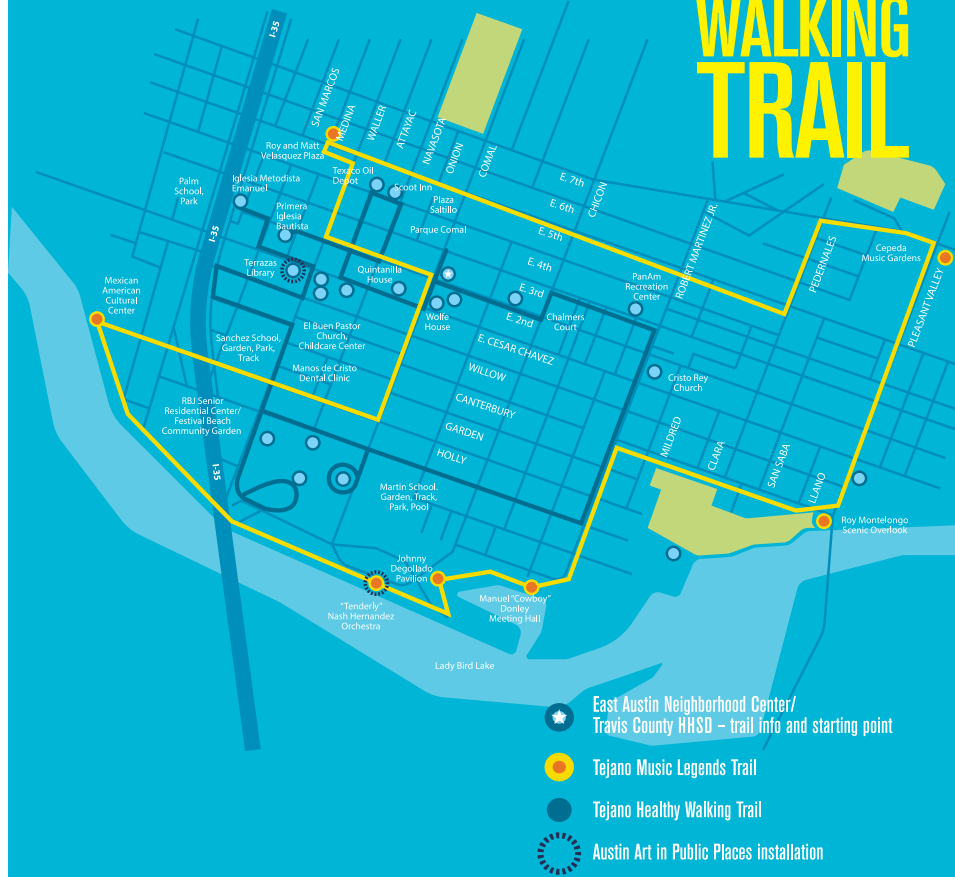 WALKING
TRAIL
I-35
SAN MARCOS
MEDINA
WALLER
ATTAYAC
NAVASOTA
ONION
COMAL
Roy and Matt
Velasquez Plaza
E. 7th
E. 6th
E. 5th
CHICON
Texaco Oil
Depot
Scoot Inn
Plaza
Saltillo
Parque Comal
Palm
School,
Park
Iglesia Metodista
Emanuel
Primera
Iglesia
Bautista
I-35
Terrazas
Library
Quintanilla
House
E. 4th
E. 3rd
E. 2nd
PanAm
Recreation
Center
ROBERT MARTINEZ JR.
PEDERNALES
Cepeda
Music Gardens
PLEASANT VALLEY
Mexican
American
Cultural
Center
Wolfe
House
Chalmers
Court
Sanchez School,
Garden, Park,
Track
El Buen Pastor
Church,
Childcare Center
Manos de Cristo
Dental Clinic
E. CESAR CHAVEZ
WILLOW
CANTERBURY
GARDEN
HOLLY
Cristo Rey
Church
RBJ Senior
Residential Center/
Festival Beach
Community Garden
MILDRED
CLARA
SAN SABA
LLANO
I-35
Martin School.
Garden, Track,
Park, Pool
Roy Montelongo
Scenic Overlook
Johnny
Degollado
Pavilion
"Tenderly"
Nash Hernandez
Orchestra
Manuel "Cowboy"
Donley
Meeting Hall
Lady Bird Lake
East Austin Neighborhood Center/
Travis County HHSD – trail info and starting point
Tejano Music Legends Trail
Tejano Healthy Walking Trail
Austin Art in Public Places installation